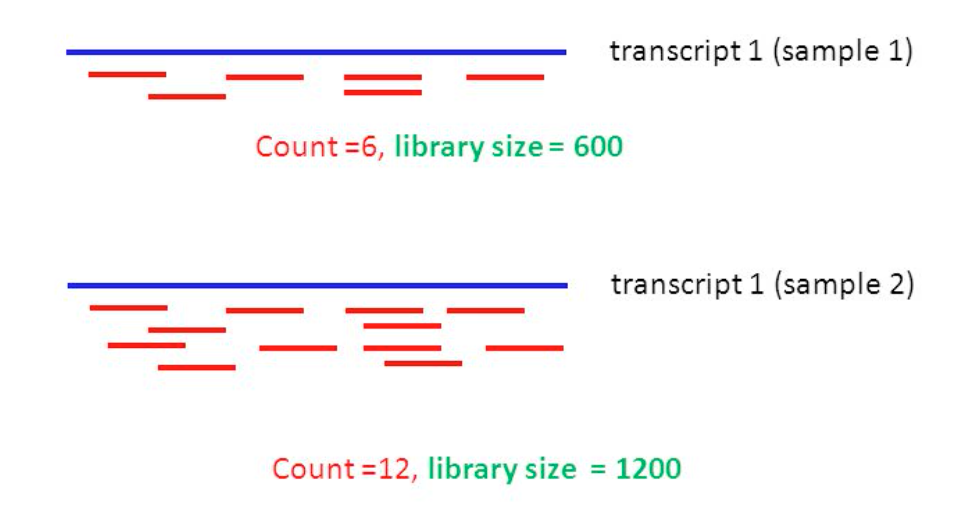 transcript 1 (sample 1)
Count =6, library size = 600
transcript 1 (sample 2)
Count =12, library size = 1200